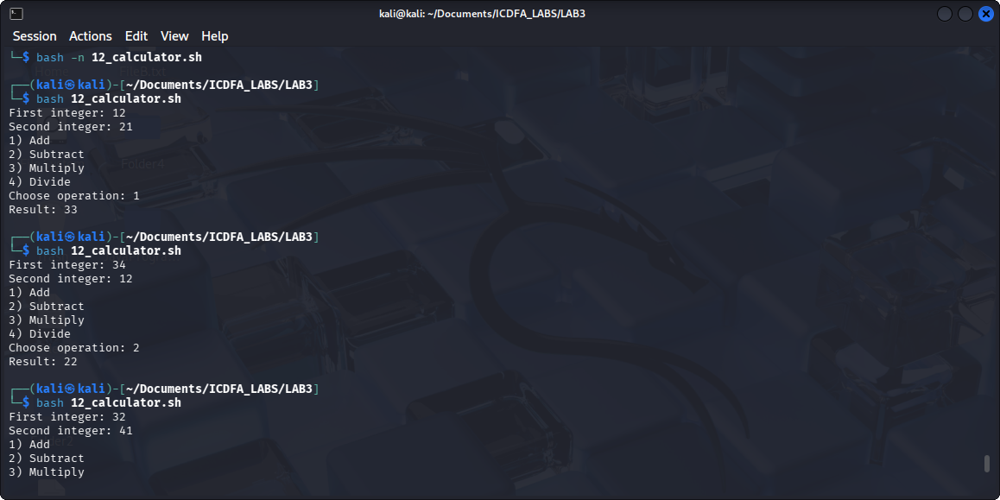 kali@kali: ~/Documents/ICDFA_LABS/LAB3
Session Actions Edit View Help
└─$ bash -n 12_calculator.sh
┌──(kali㉿kali)-[~/Documents/ICDFA_LABS/LAB3]
└─$ bash 12_calculator.sh
First integer: 12
Second integer: 21
1) Add
2) Subtract
3) Multiply
Folder4
4) Divide
Choose operation: 1
Result: 33
┌──(kali㉿kali)-[~/Documents/ICDFA_LABS/LAB3]
└─$ bash 12_calculator.sh
First integer: 34
Second integer: 12
1) Add
2) Subtract
3) Multiply
4) Divide
Choose operation: 2
Result: 22
┌──(kali㉿kali)-[~/Documents/ICDFA_LABS/LAB3]
└─$ bash 12_calculator.sh
First integer: 32
Second integer: 41
1) Add
2) Subtract
3) Multiply